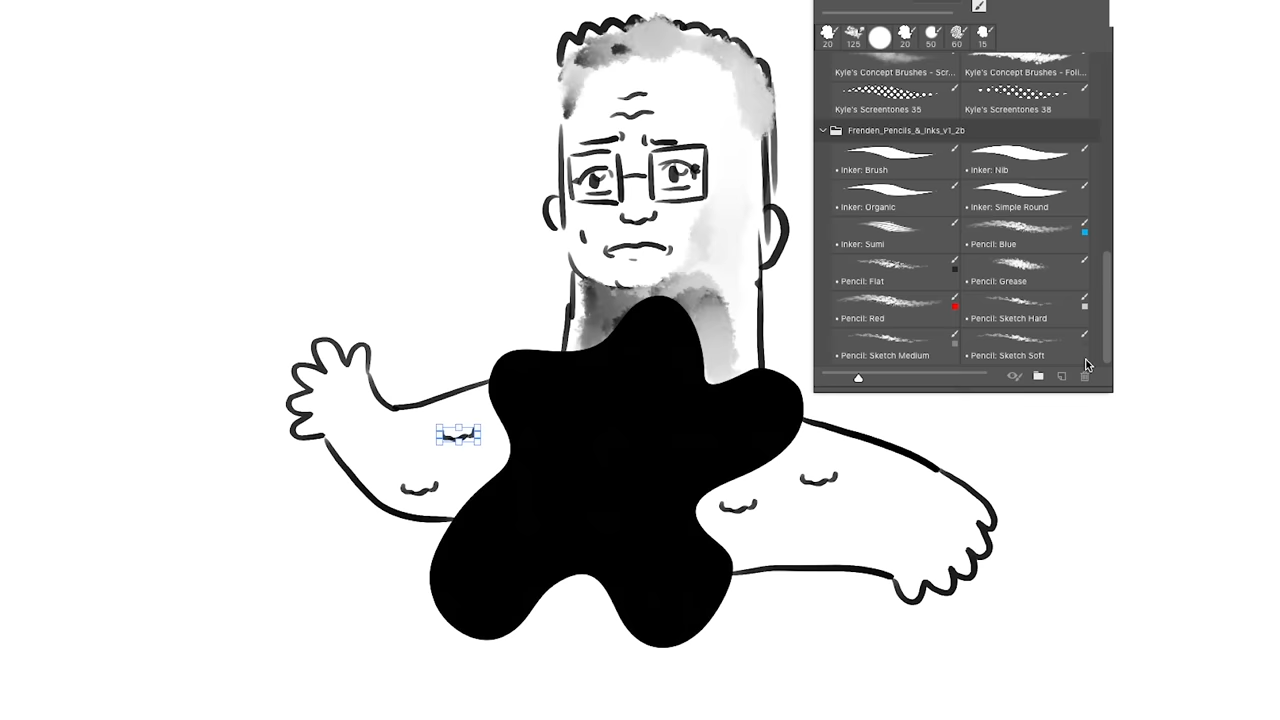 20 125 20 50 60 15
Kyle's Concept Brushes - Scr... Kyle's Concept Brushes - Foli...
Kyle's Screentones 35 Kyle's Screentones 38
Frenden_Pencils_&_Inks_v1_2b
• Inker: Brush • Inker: Nib
• Inker: Organic • Inker: Simple Round
• Inker: Sumi • Pencil: Blue
• Pencil: Flat • Pencil: Grease
• Pencil: Red • Pencil: Sketch Hard
• Pencil: Sketch Medium • Pencil: Sketch Soft